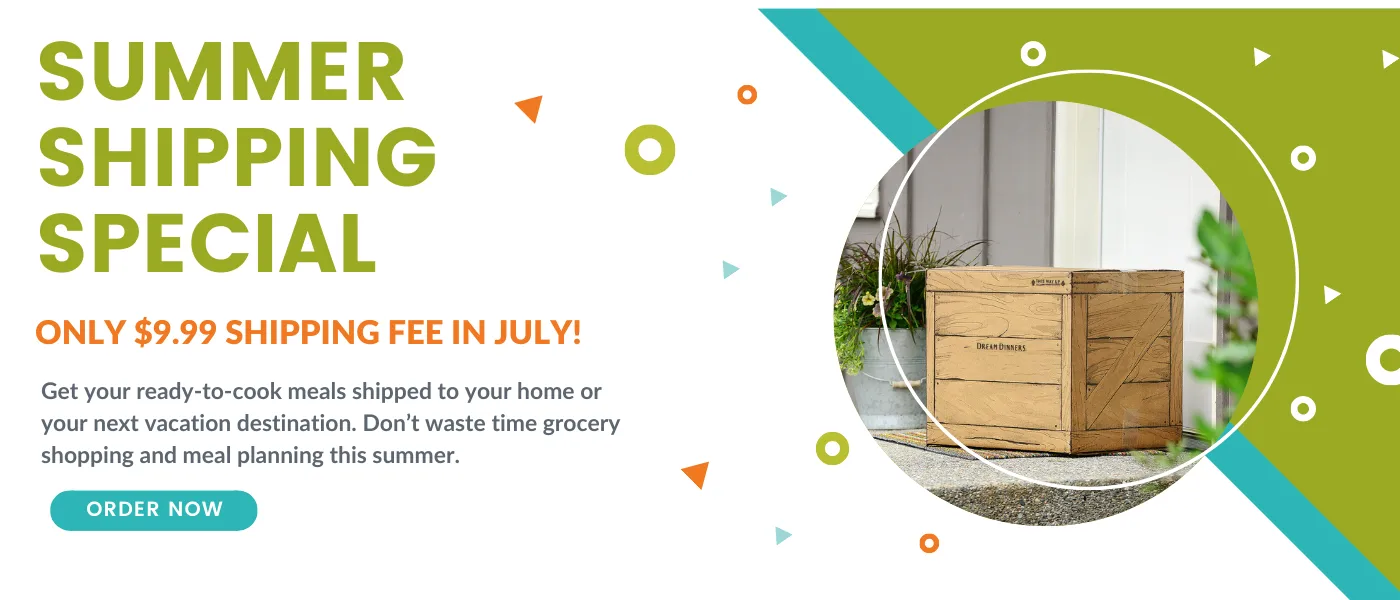 SUMMER
SHIPPING
SPECIAL
ONLY $9.99 SHIPPING FEE IN JULY!
Get your ready-to-cook meals shipped to your home or
your next vacation destination. Don’t waste time grocery
shopping and meal planning this summer.
ORDER NOW
DREAM DINNERS